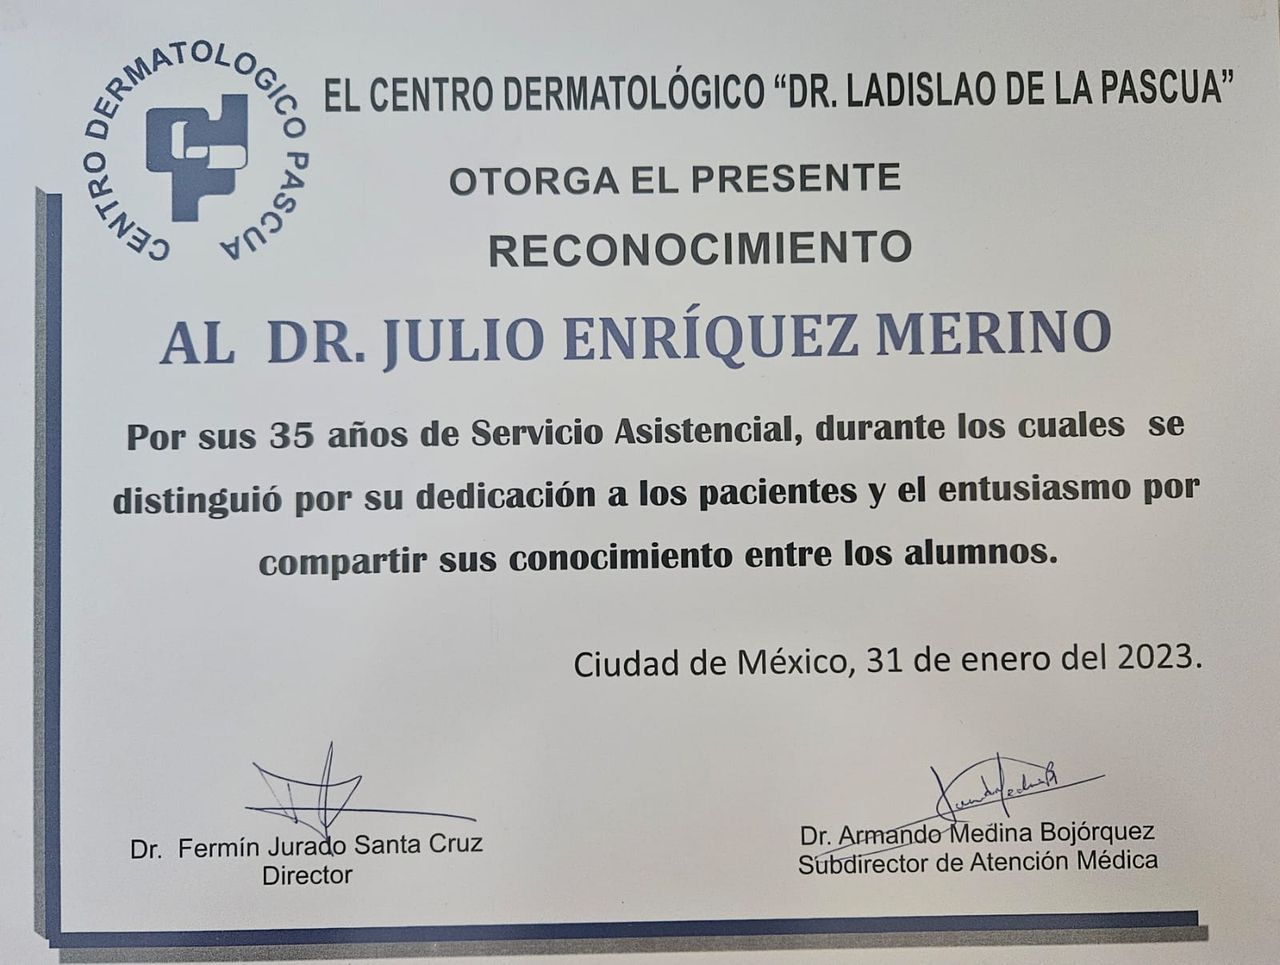 CENTRO DERMATOLOGICO PASCUA
EL CENTRO DERMATOLÓGICO “DR. LADISLAO DE LA PASCUA”
OTORGA EL PRESENTE
RECONOCIMIENTO
AL DR. JULIO ENRÍQUEZ MERINO
Por sus 35 años de Servicio Asistencial, durante los cuales se
distinguió por su dedicación a los pacientes y el entusiasmo por
compartir sus conocimiento entre los alumnos.
Ciudad de México, 31 de enero del 2023.
Dr. Fermín Jurado Santa Cruz
Director
Dr. Armando Medina Bojórquez
Subdirector de Atención Médica